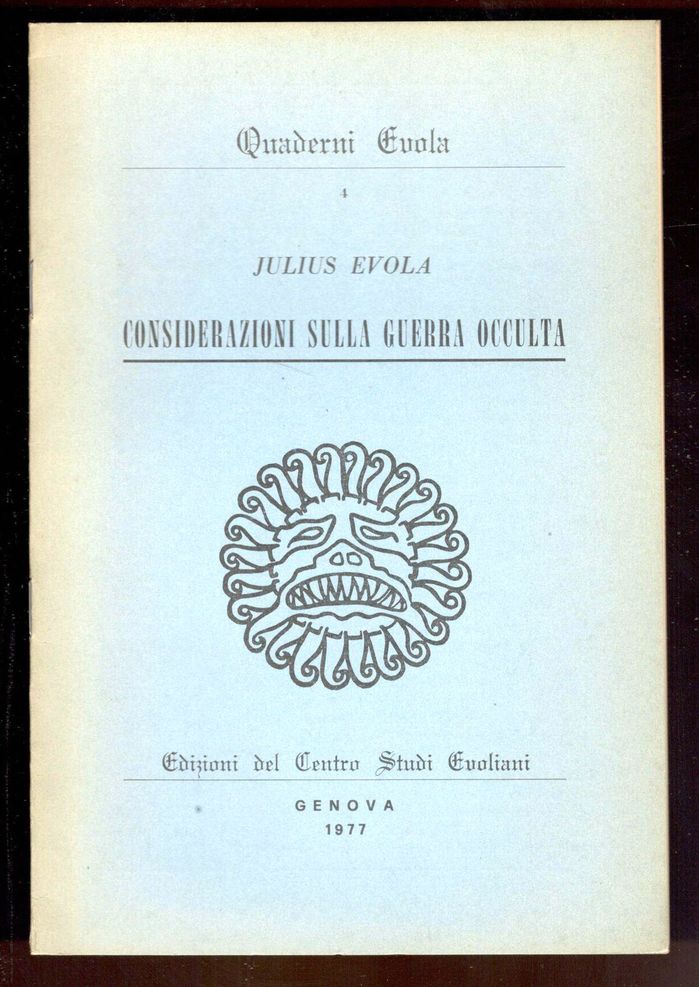 Quaderni Evola
4
JULIUS EVOLA
CONSIDERAZIONI SULLA GUERRA OCCULTA
Edizioni del Centro Studi Evoliani
GENOVA
1977